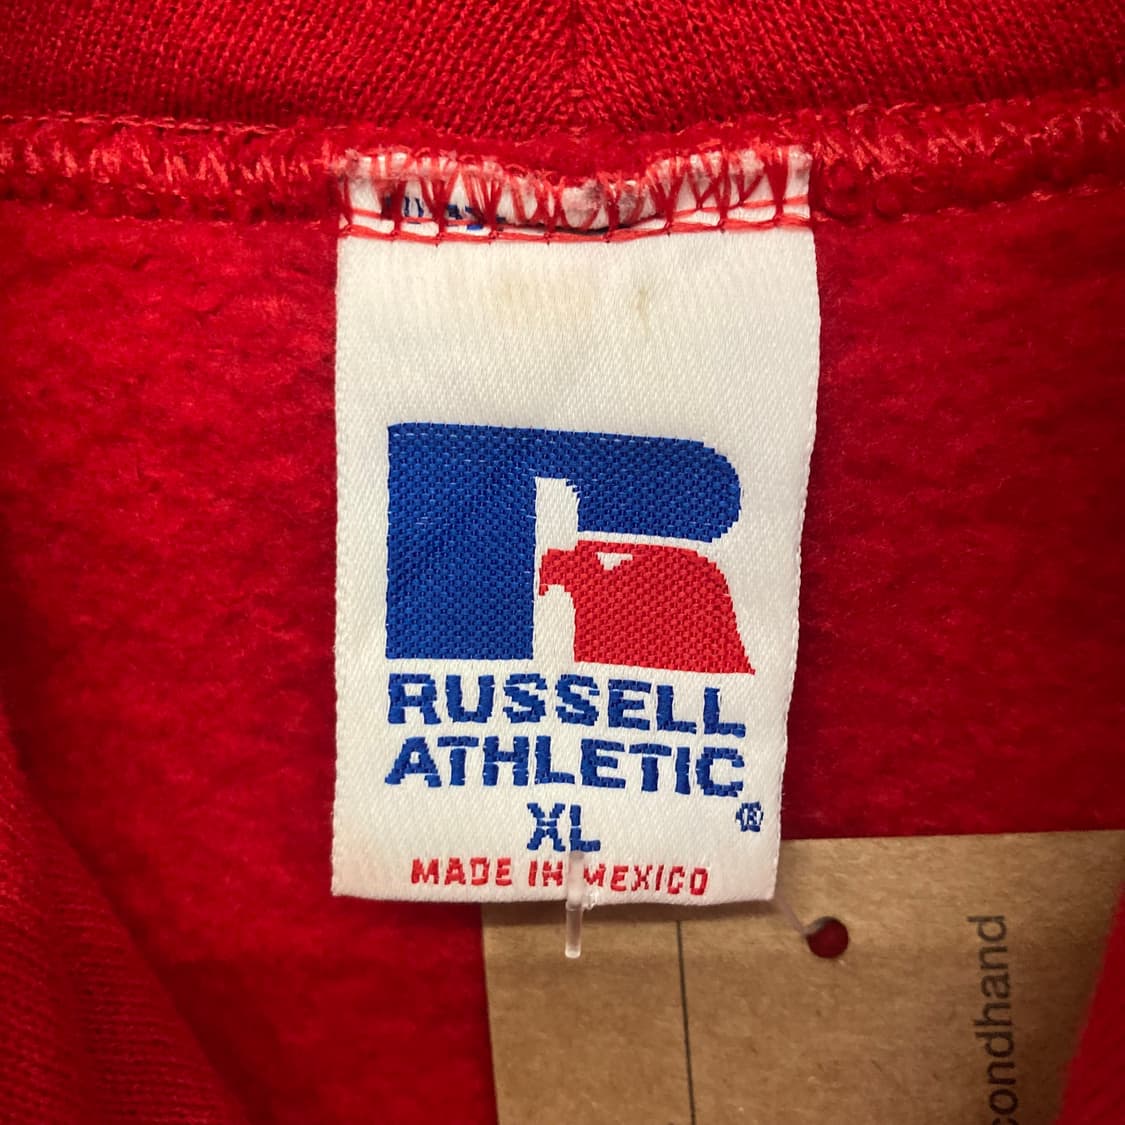 RUSSELL
ATHLETIC
®
XL
MADE IN MEXICO
condhand